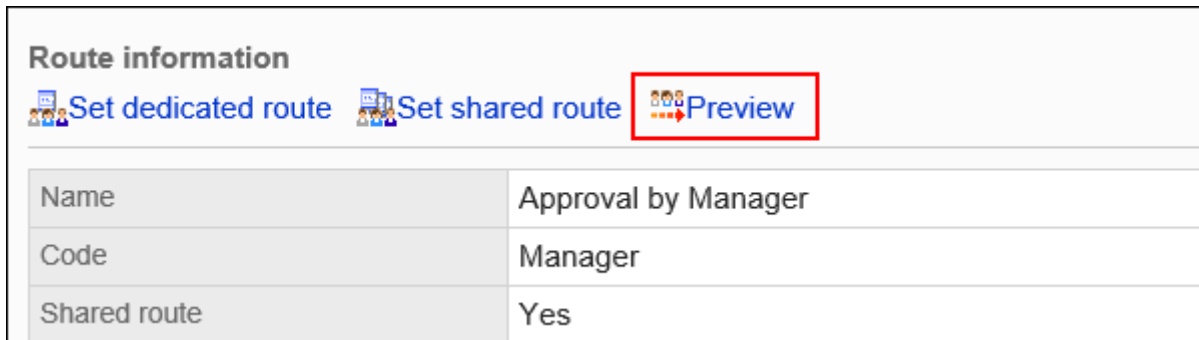 Route information
Set dedicated route Set shared route Preview
Name Approval by Manager
Code Manager
Shared route Yes